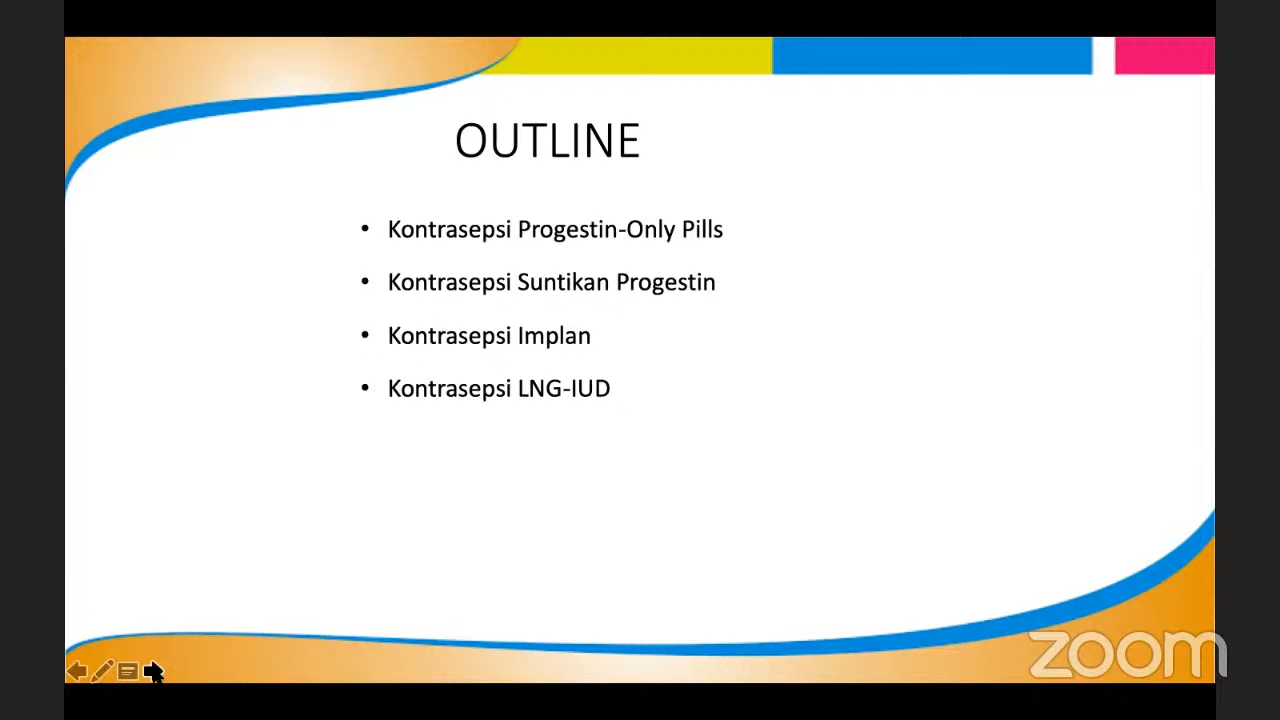 OUTLINE
• Kontrasepsi Progestin-Only Pills
• Kontrasepsi Suntikan Progestin
• Kontrasepsi Implan
• Kontrasepsi LNG-IUD
zoom